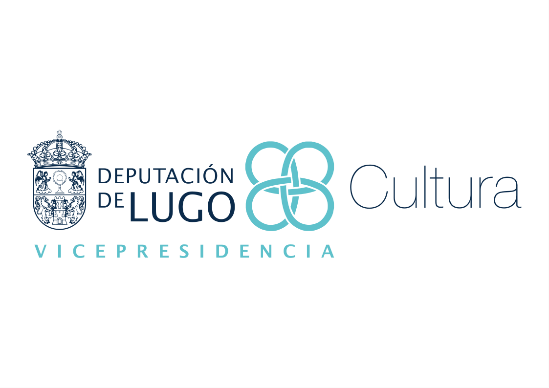 DEPUTACIÓN
DE LUGO
Cultura
VICEPRESIDENCIA